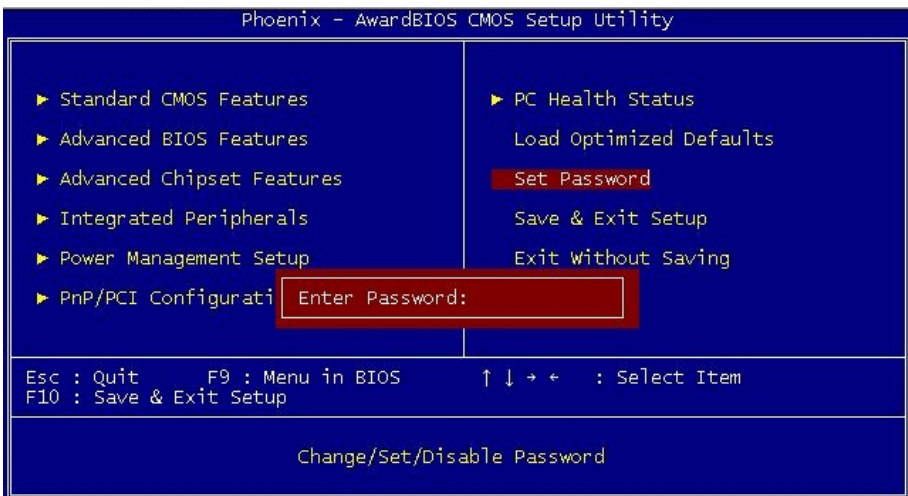 Phoenix - AwardBIOS CMOS Setup Utility
▶ Standard CMOS Features
▶ Advanced BIOS Features
▶ Advanced Chipset Features
▶ Integrated Peripherals
▶ Power Management Setup
▶ PnP/PCI Configurati
▶ PC Health Status
Load Optimized Defaults
Set Password
Save & Exit Setup
Exit Without Saving
Enter Password:
Esc : Quit F9 : Menu in BIOS ↑ ↓ → ← : Select Item
F10 : Save & Exit Setup
Change/Set/Disable Password